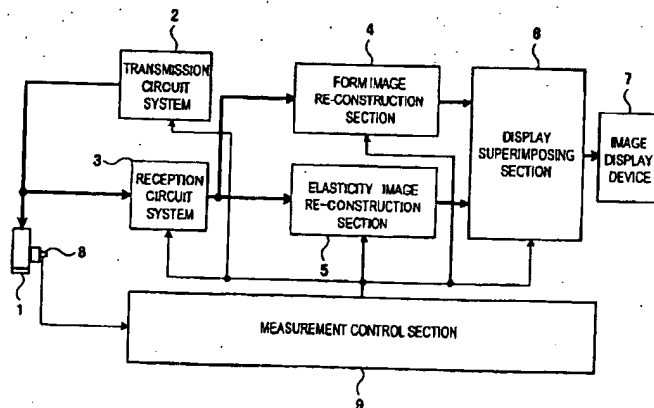 2
TRANSMISSION
CIRCUIT
SYSTEM
4
FORM IMAGE
RE-CONSTRUCTION
SECTION
6
DISPLAY
SUPERIMPOSING
SECTION
7
IMAGE
DISPLAY
DEVICE
3
RECEPTION
CIRCUIT
SYSTEM
ELASTICITY IMAGE
RE-CONSTRUCTION
SECTION
5
8
1
MEASUREMENT CONTROL SECTION
9